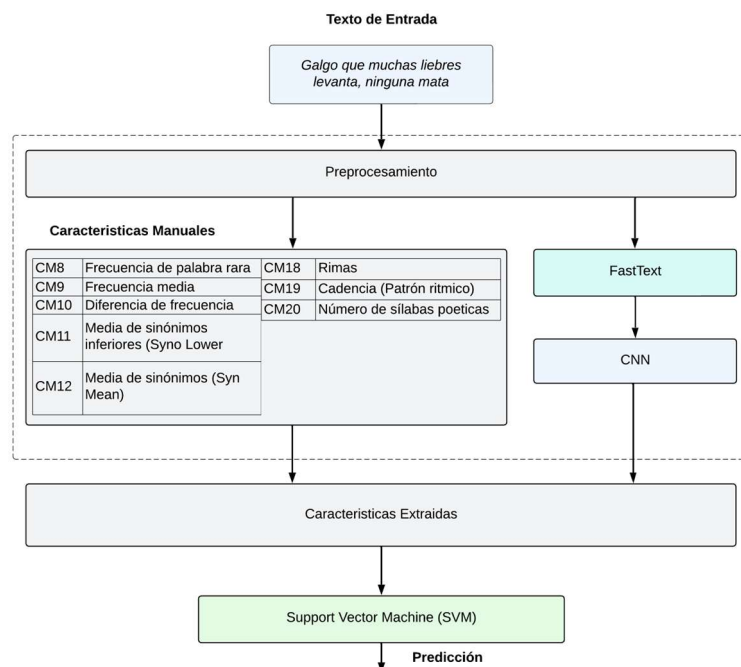 Texto de Entrada
Galgo que muchas liebres
levanta, ninguna mata
Preprocesamiento
Caracteristicas Manuales
CM8 Frecuencia de palabra rara
CM9 Frecuencia media
CM10 Diferencia de frecuencia
CM11 Media de sinónimos
inferiores (Syno Lower
CM12 Media de sinónimos (Syn
Mean)
CM18 Rimas
CM19 Cadencia (Patrón ritmico)
CM20 Número de sílabas poeticas
FastText
CNN
Caracteristicas Extraidas
Support Vector Machine (SVM)
Predicción